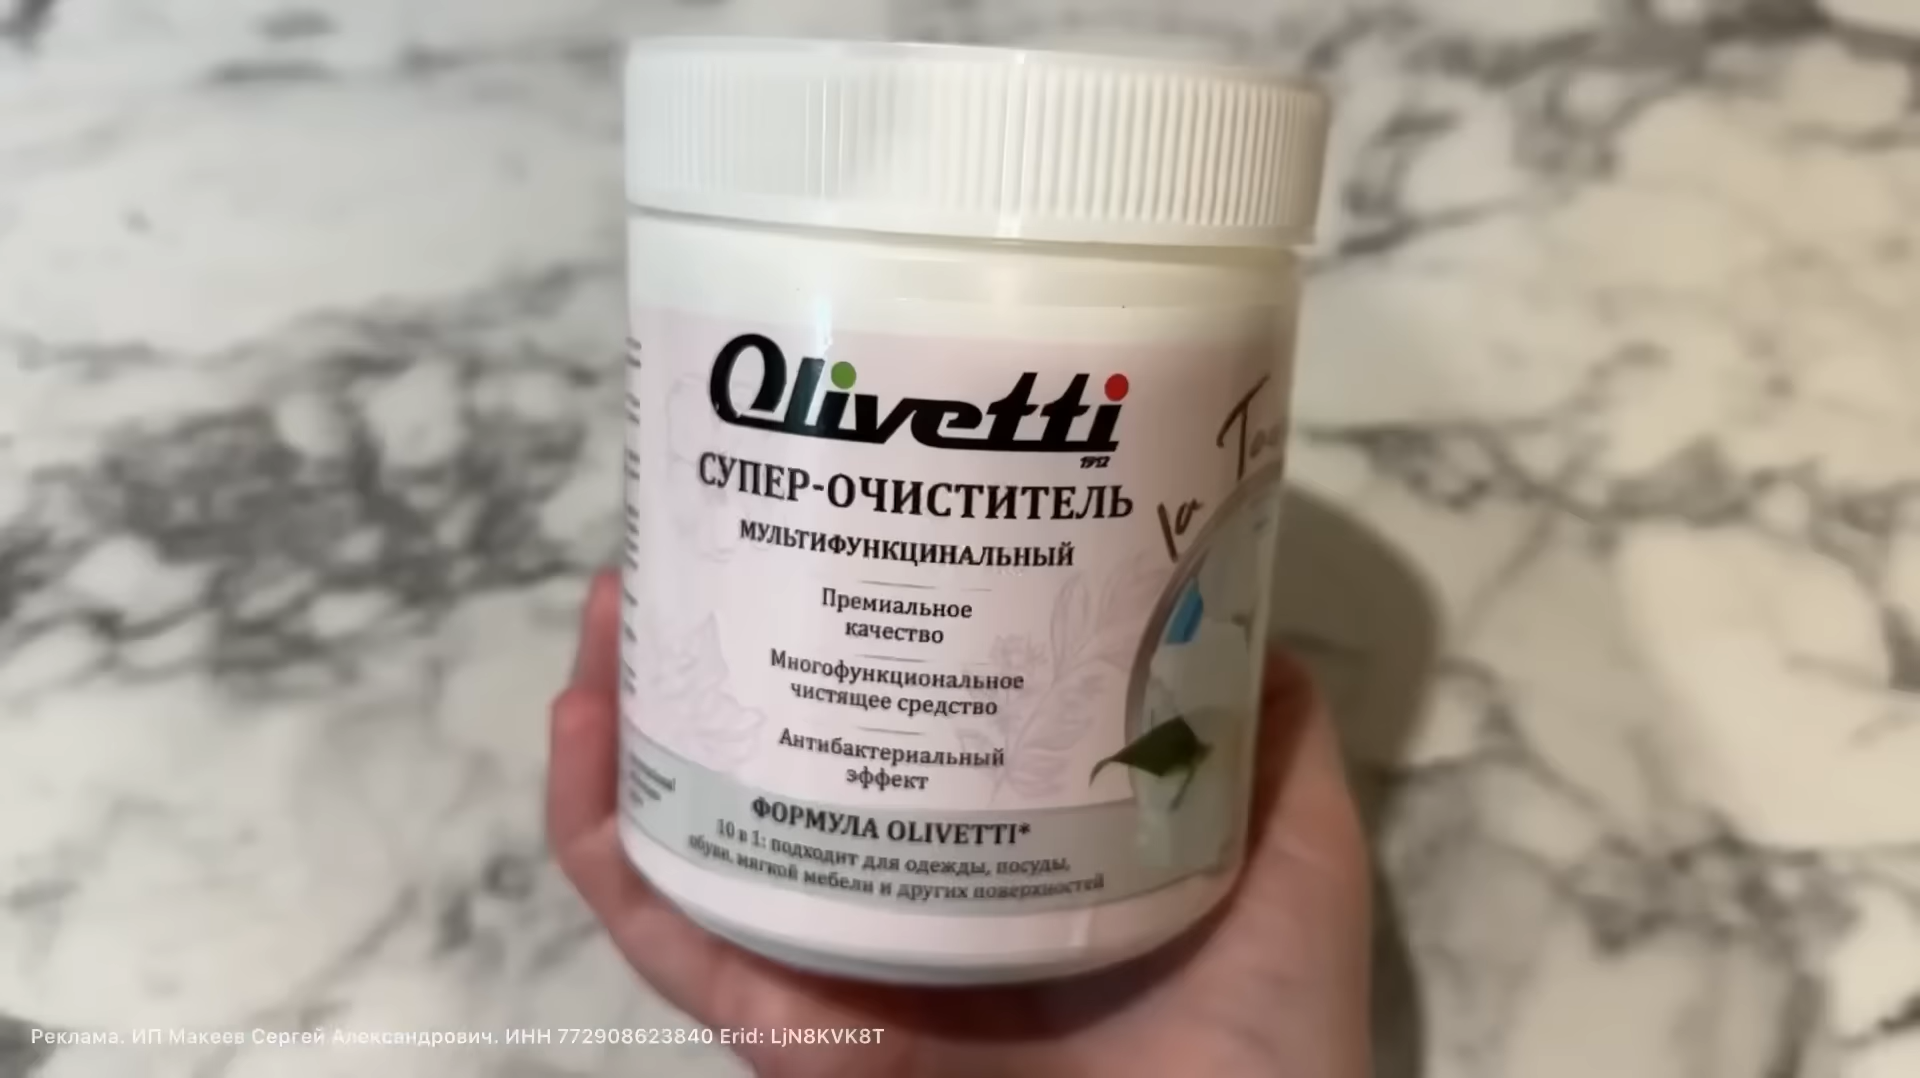 Olivetti
1912
СУПЕР-ОЧИСТИТЕЛЬ
МУЛЬТИФУНКЦИНАЛЬНЫЙ
Премиальное
качество
Многофункциональное
чистящее средство
Антибактериальный
эффект
ФОРМУЛА OLIVETTI*
10 в 1: подходит для одежды, посуды,
обуви, мягкой мебели и других поверхностей
la
Реклама. ИП Макеев Сергей Александрович. ИНН 772908623840 Erid: LjN8KVK8T